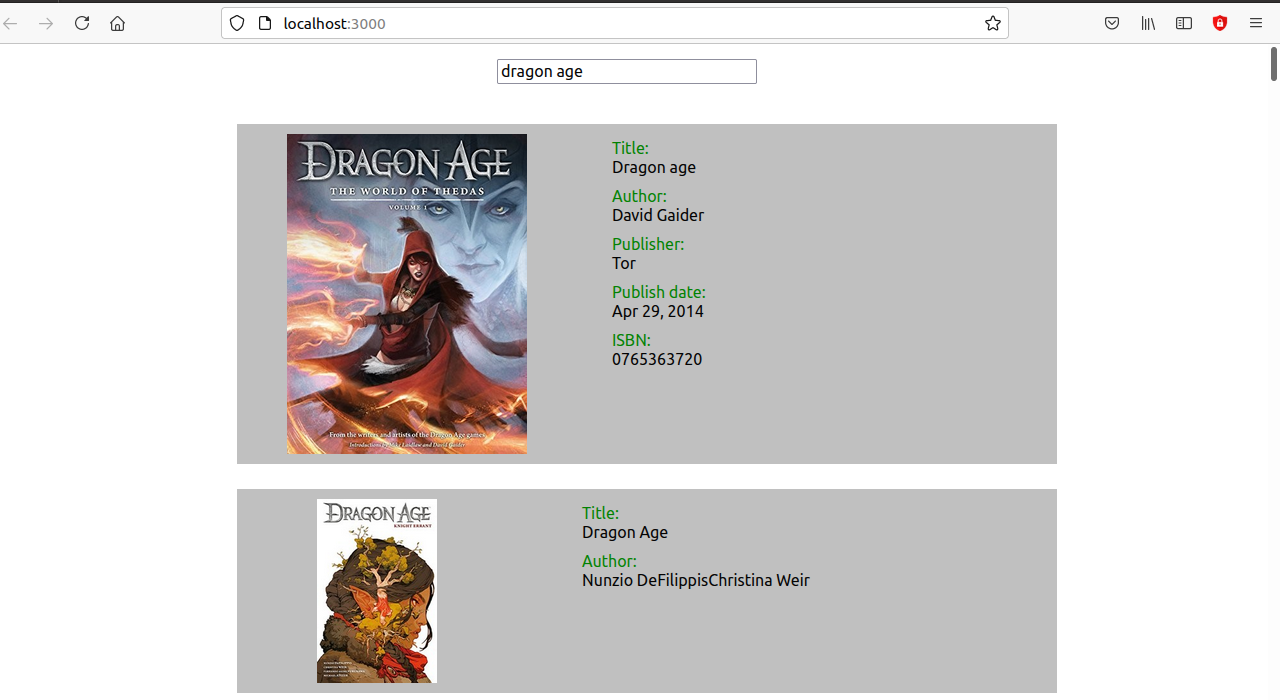 localhost:3000
dragon age
DRAGON AGE
THE WORLD OF THEDAS
VOLUME 1
From the writers and artists of the Dragon Age games
Introductions by Mike Laidlaw and David Gaider
Title:
Dragon age
Author:
David Gaider
Publisher:
Tor
Publish date:
Apr 29, 2014
ISBN:
0765363720
DRAGON AGE
KNIGHT ERRANT
Title:
Dragon Age
Author:
Nunzio DeFilippisChristina Weir